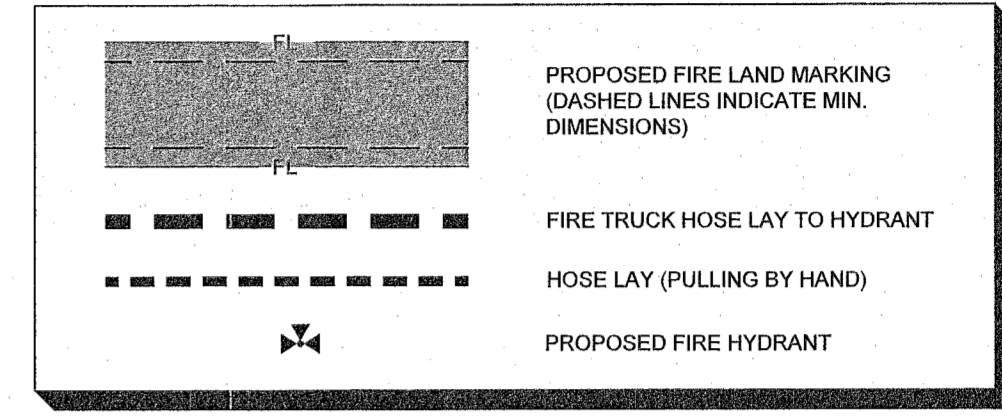 FL
PROPOSED FIRE LAND MARKING
(DASHED LINES INDICATE MIN.
DIMENSIONS)
FL
FIRE TRUCK HOSE LAY TO HYDRANT
HOSE LAY (PULLING BY HAND)
PROPOSED FIRE HYDRANT